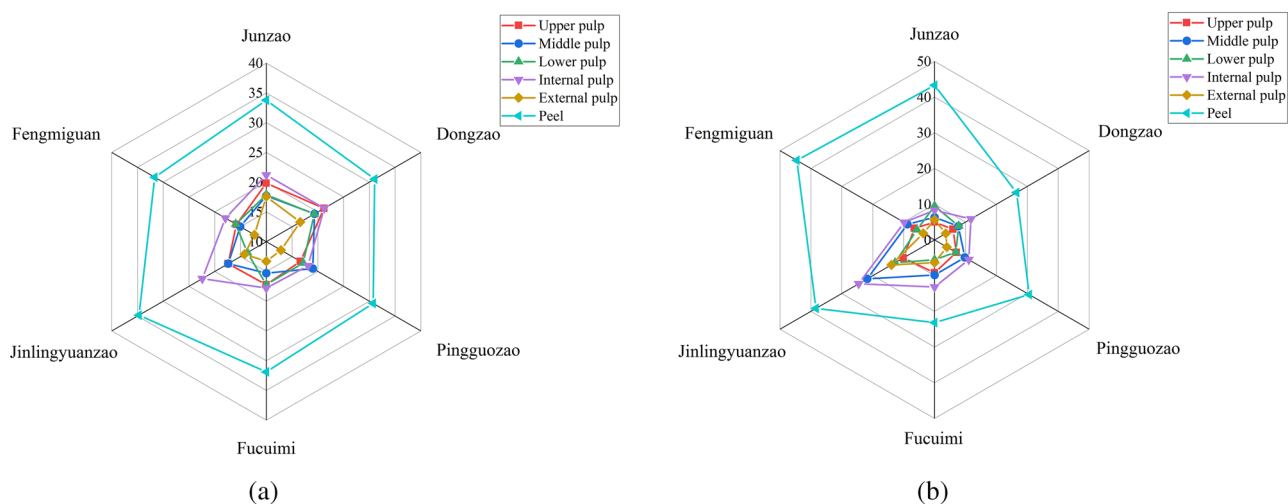 Junzao
Upper pulp
Middle pulp
Lower pulp
Internal pulp
External pulp
Peel
40
35
30
25
20
15
10
Fengmiguan
Dongzao
Jinlingyuanzao
Pingguozao
Fucuimi
(a)
Junzao
Upper pulp
Middle pulp
Lower pulp
Internal pulp
External pulp
Peel
50
40
30
20
10
0
Fengmiguan
Dongzao
Jinlingyuanzao
Pingguozao
Fucuimi
(b)